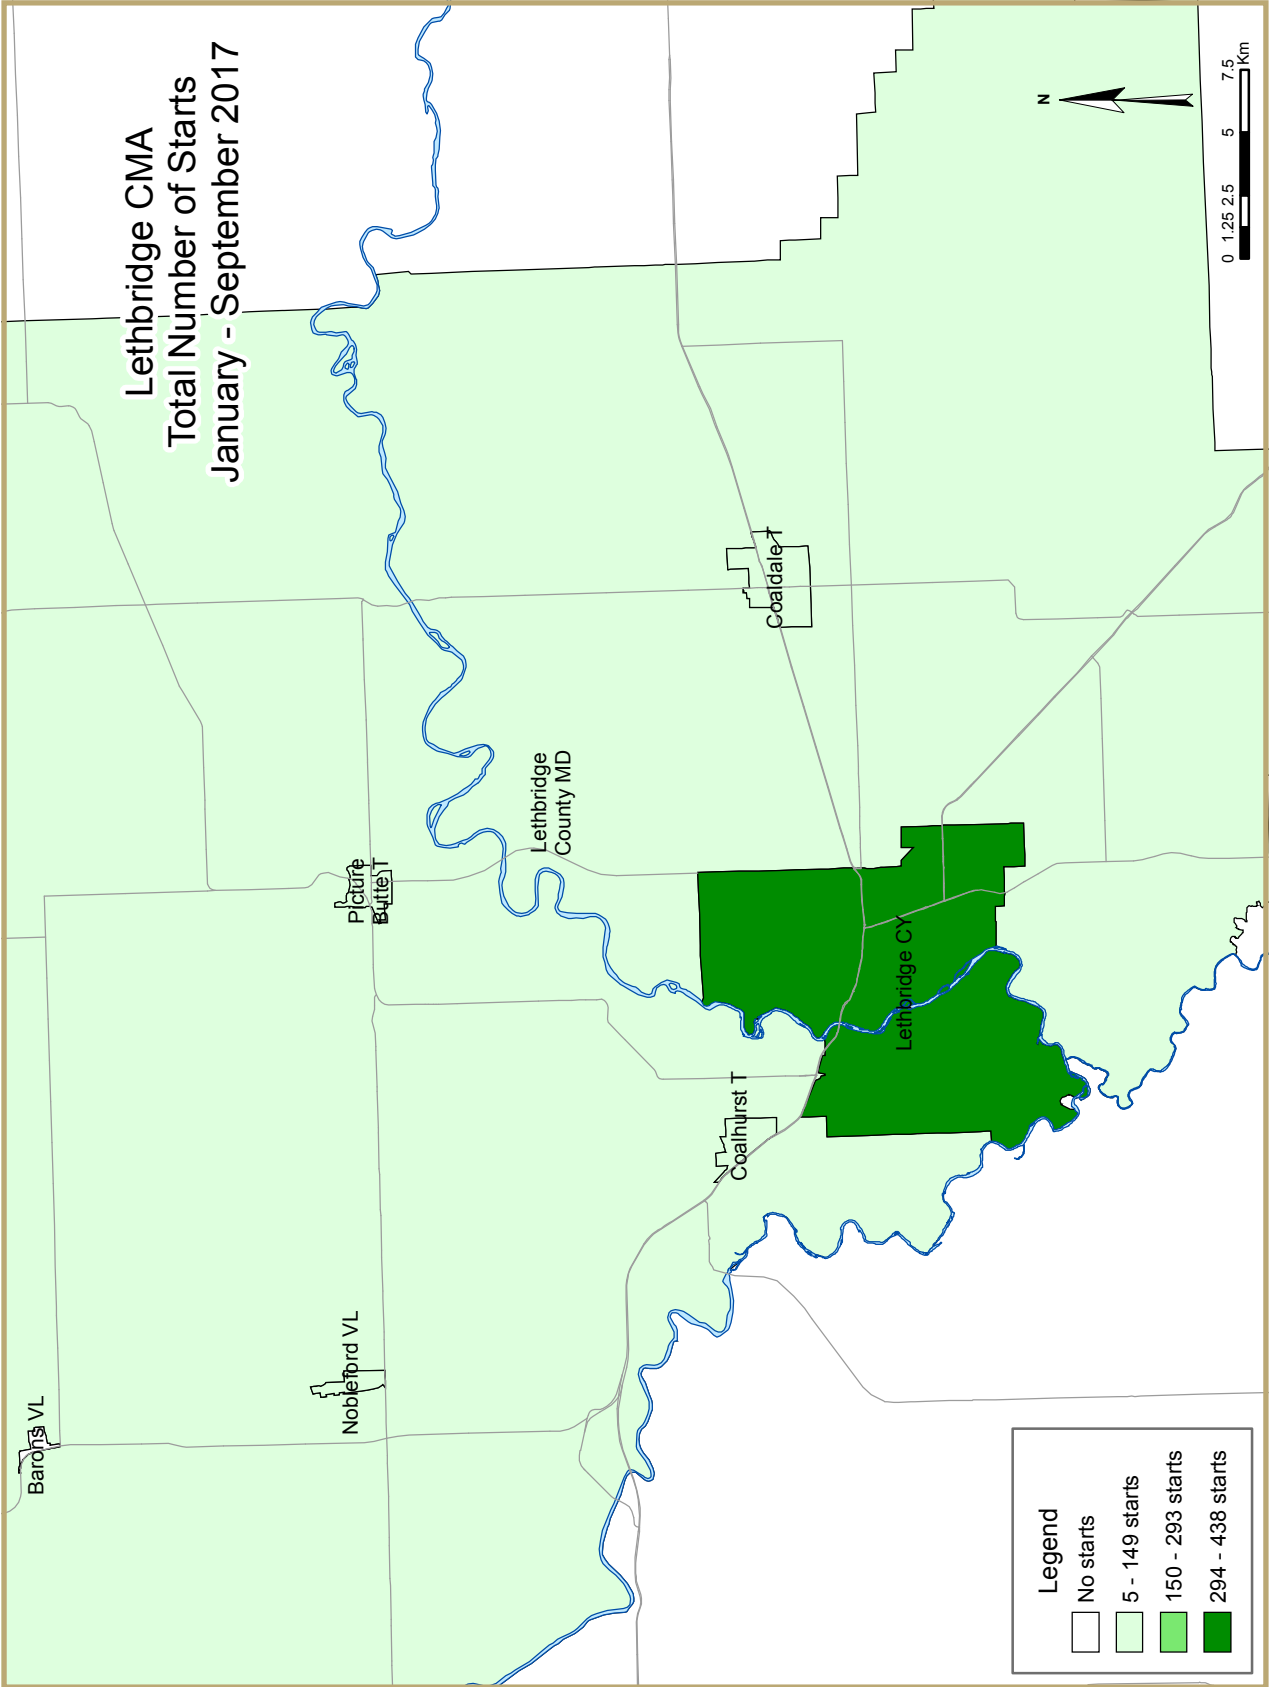 Lethbridge CMA
Total Number of Starts
January - September 2017
Barons VL
Nobleford VL
Picture
Butte T
Lethbridge
County MD
Coalhurst T
Coaldale T
Lethbridge CY
Legend
No starts
5 - 149 starts
150 - 293 starts
294 - 438 starts
N
0 1.25 2.5 5 7.5
Km